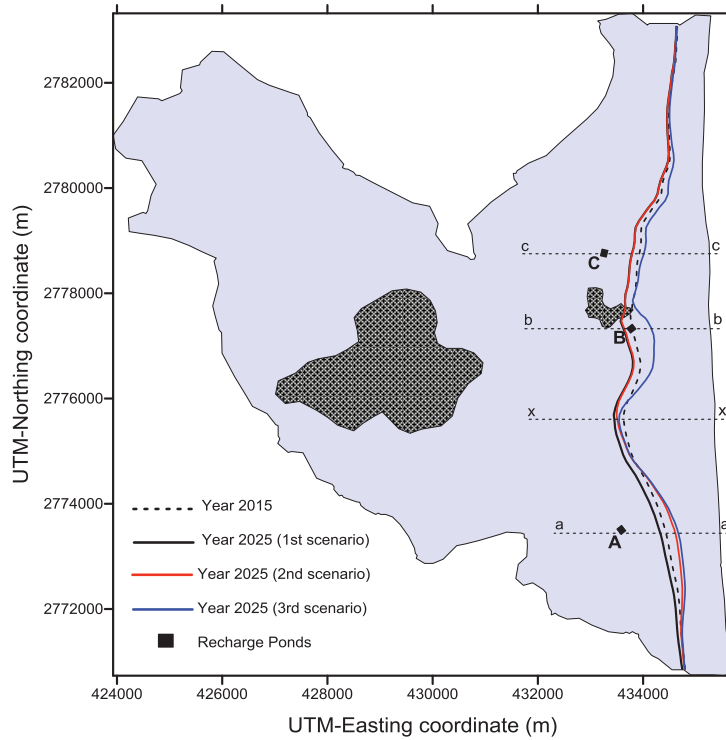 2782000
2780000
2778000
2776000
2774000
2772000
UTM-Northing coordinate (m)
c c
C
b b
B
x x
a a
A
Year 2015
Year 2025 (1st scenario)
Year 2025 (2nd scenario)
Year 2025 (3rd scenario)
Recharge Ponds
424000 426000 428000 430000 432000 434000
UTM-Easting coordinate (m)